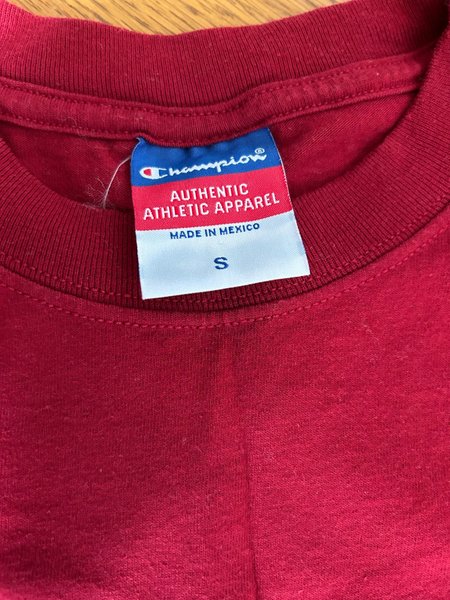 Champion®
AUTHENTIC
ATHLETIC APPAREL
MADE IN MEXICO
S